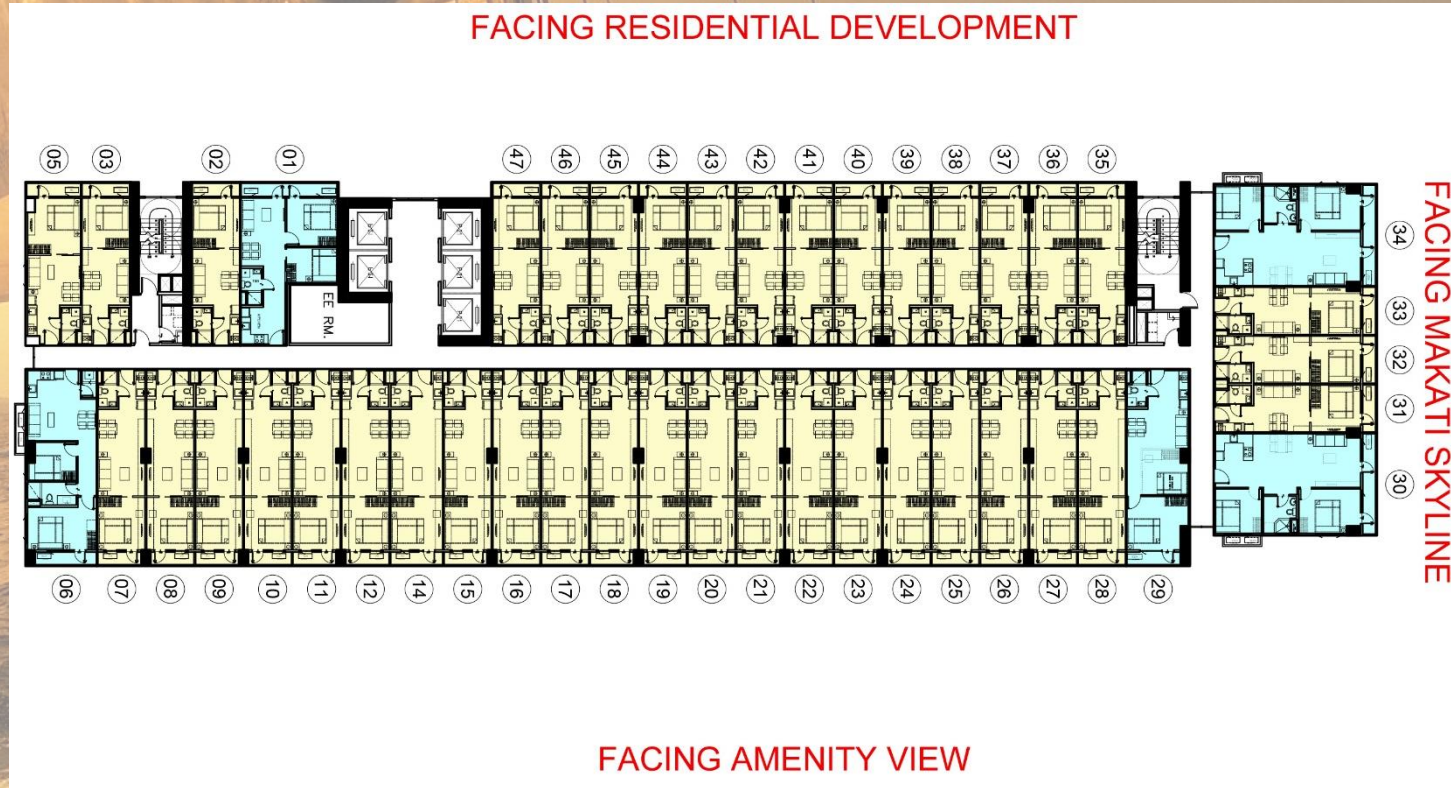 FACING RESIDENTIAL DEVELOPMENT
05 03 02 01 47 46 45 44 43 42 41 40 39 38 37 36 35
EE RM.
34
33
32
31
30
FACING MAKATI SKYLINE
06 07 08 09 10 11 12 14 15 16 17 18 19 20 21 22 23 24 25 26 27 28 29
FACING AMENITY VIEW